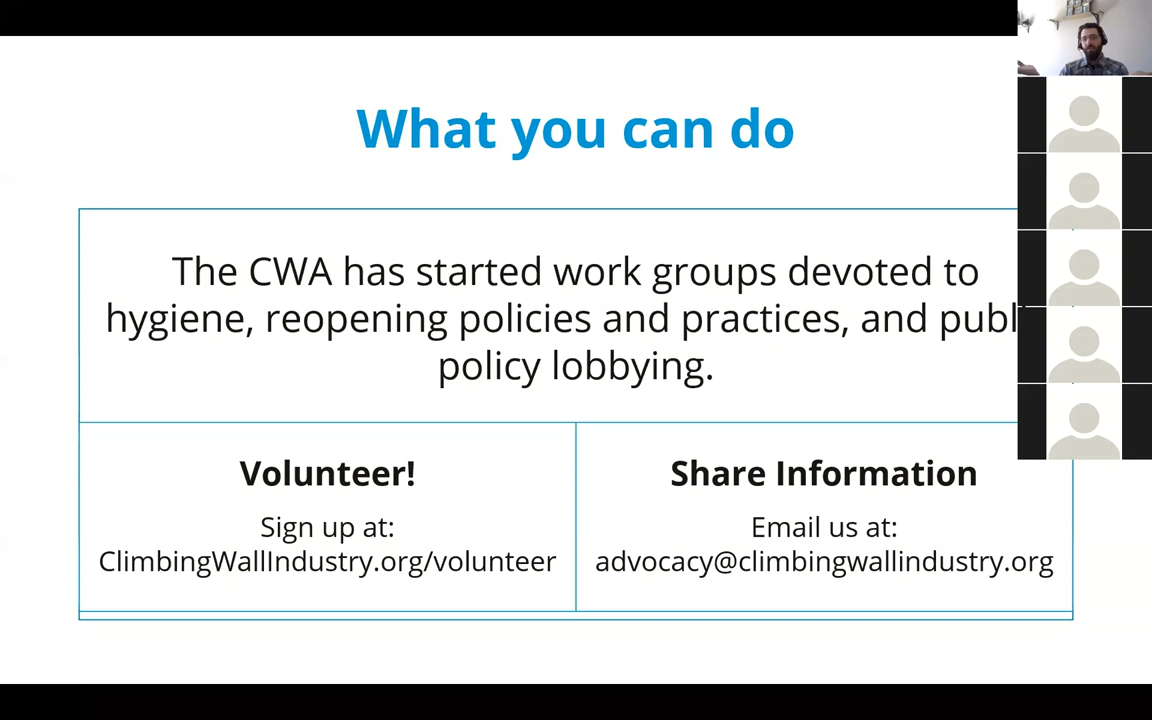 What you can do
The CWA has started work groups devoted to
hygiene, reopening policies and practices, and
policy lobbying.
Volunteer!
Sign up at:
ClimbingWallIndustry.org/volunteer
Share Information
Email us at:
advocacy@climbingwallindustry.org